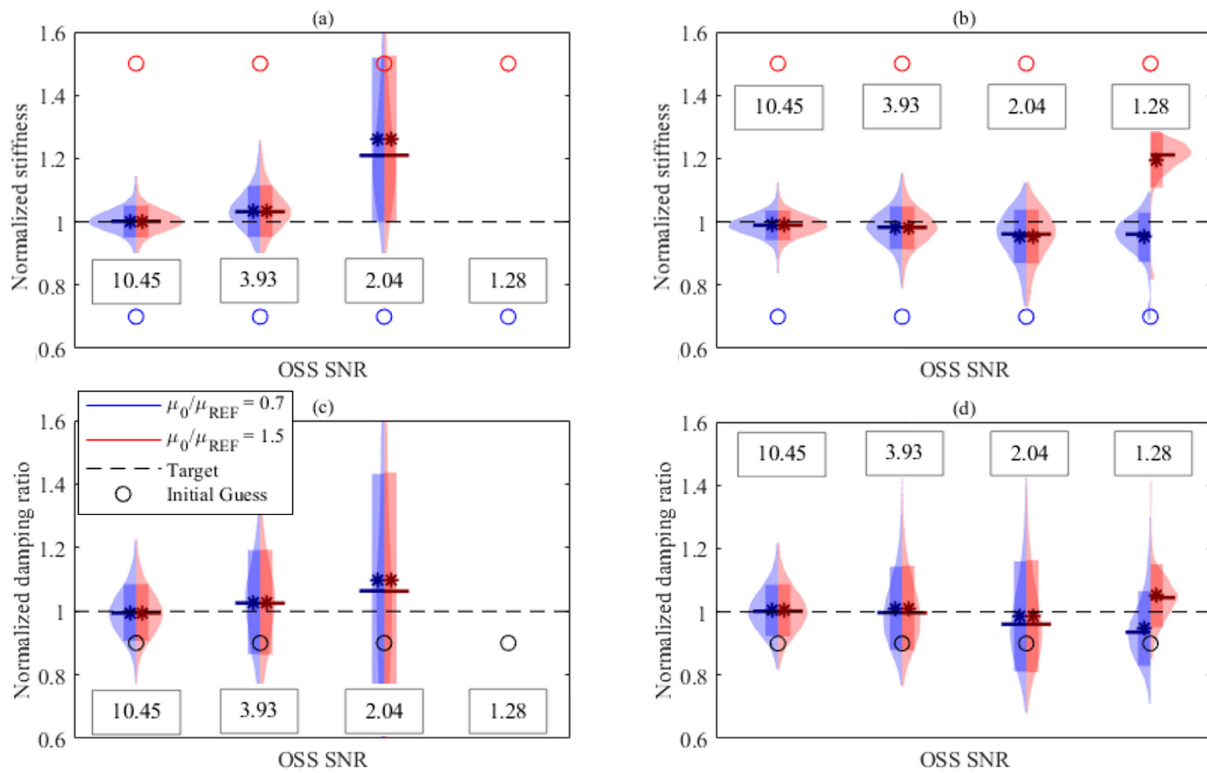 (a)
Normalized stiffness
1.6
1.4
1.2
1
0.8
0.6
10.45
3.93
2.04
1.28
OSS SNR
(b)
Normalized stiffness
1.6
1.4
1.2
1
0.8
0.6
10.45
3.93
2.04
1.28
OSS SNR
(c)
Normalized damping ratio
1.6
1.4
1.2
1
0.8
0.6
μ0/μREF = 0.7
μ0/μREF = 1.5
Target
Initial Guess
10.45
3.93
2.04
1.28
OSS SNR
(d)
Normalized damping ratio
1.6
1.4
1.2
1
0.8
0.6
10.45
3.93
2.04
1.28
OSS SNR